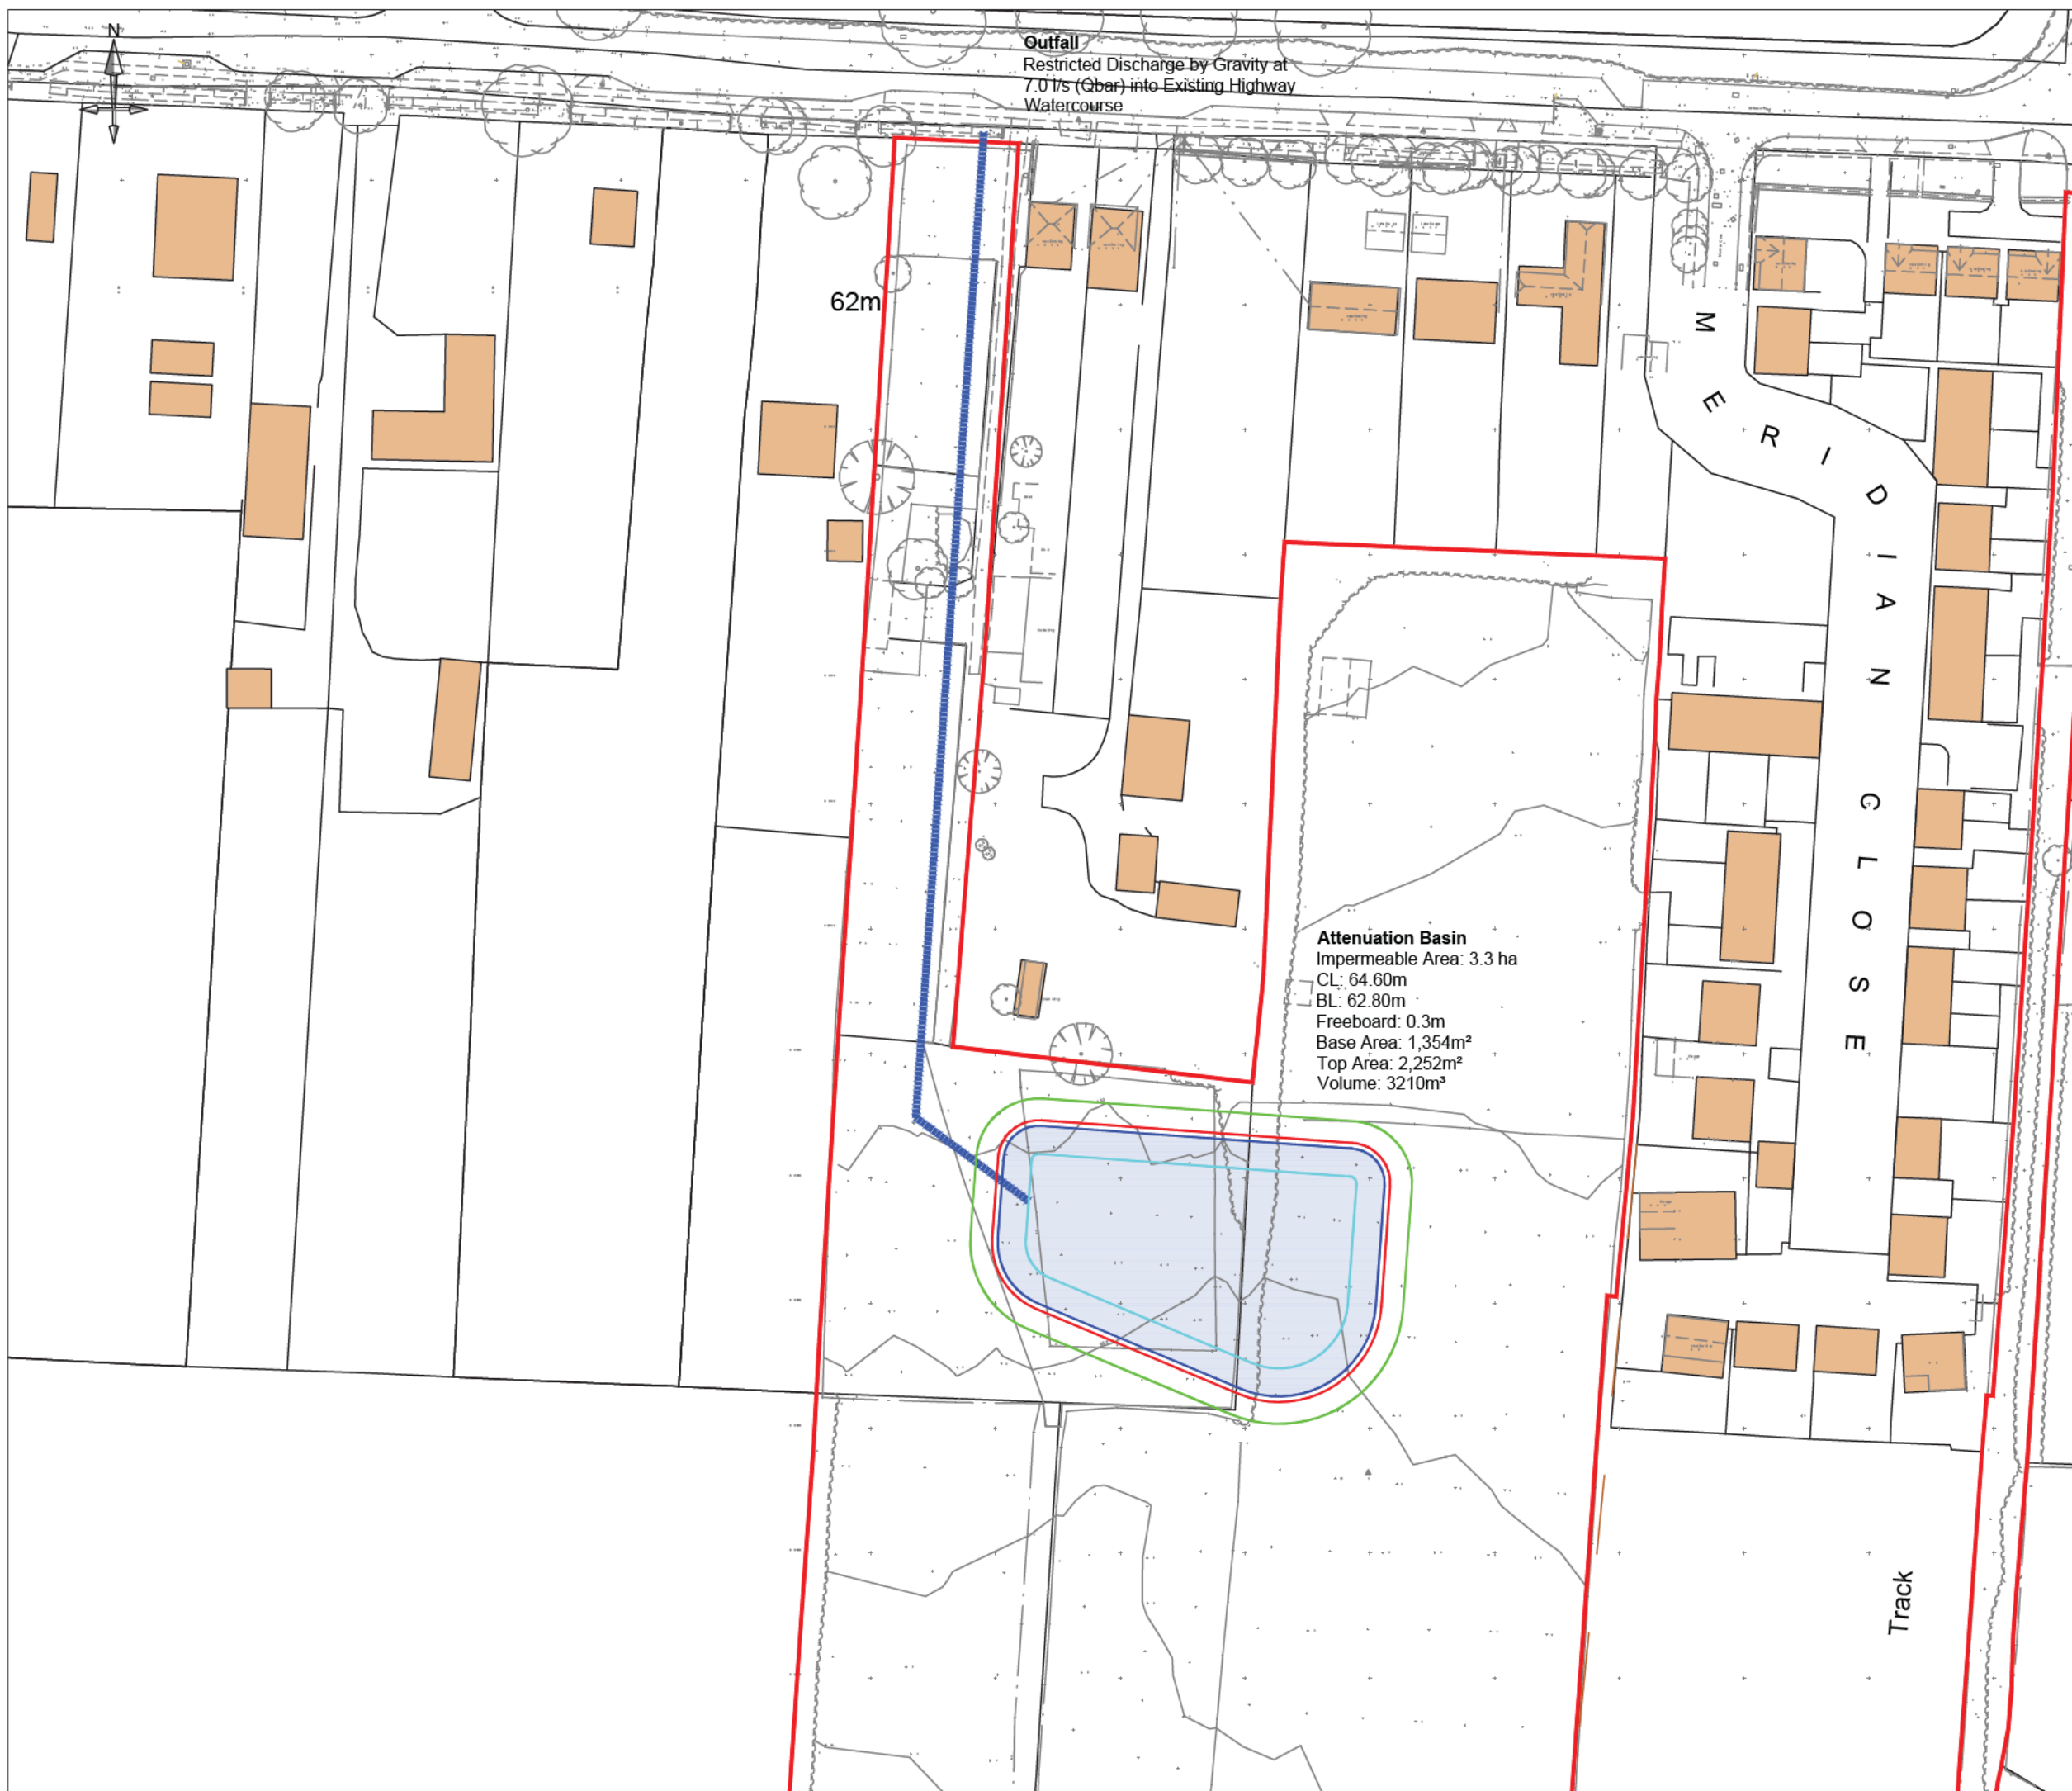 N
Outfall
Restricted Discharge by Gravity at
7.0 l/s (Qbar) into Existing Highway
Watercourse
62m
MERIDIAN CLOSE
Attenuation Basin
Impermeable Area: 3.3 ha
CL: 64.60m
BL: 62.80m
Freeboard: 0.3m
Base Area: 1,354m²
Top Area: 2,252m²
Volume: 3210m³
Track